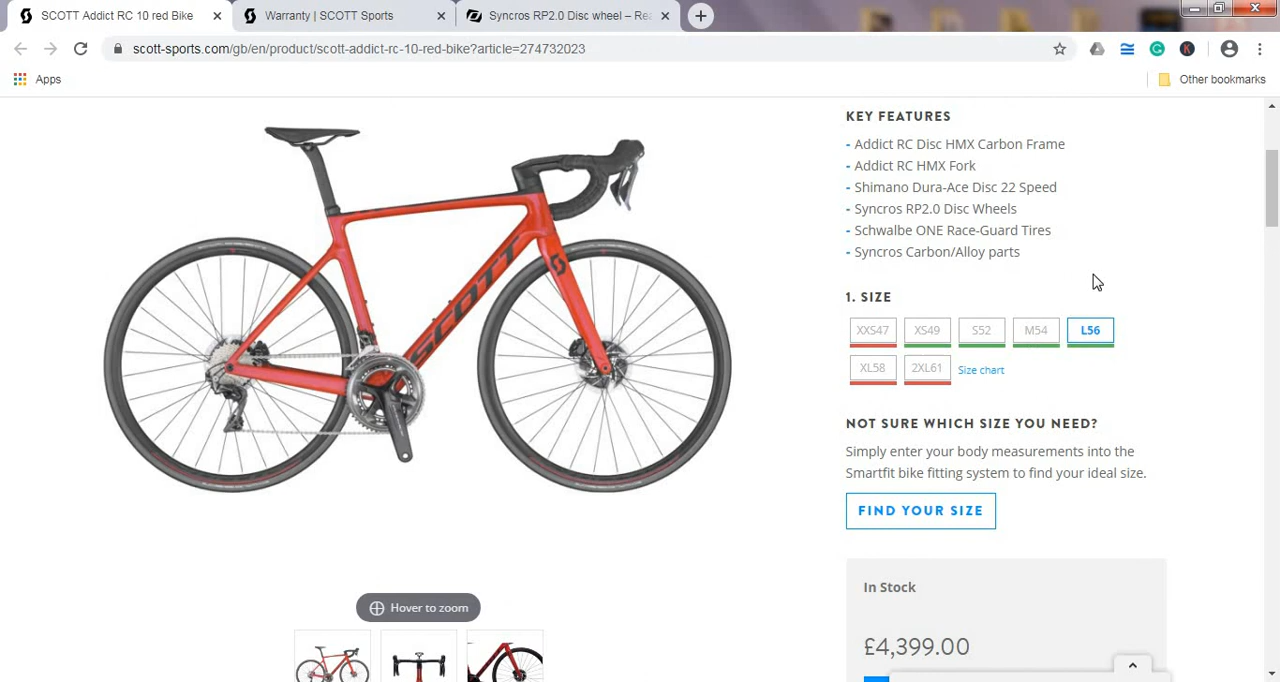 SCOTT Addict RC 10 red Bike
Warranty | SCOTT Sports
Syncros RP2.0 Disc wheel – Re
scott-sports.com/gb/en/product/scott-addict-rc-10-red-bike?article=274732023
Apps
Other bookmarks
SCOTT
Hover to zoom
KEY FEATURES
- Addict RC Disc HMX Carbon Frame
- Addict RC HMX Fork
- Shimano Dura-Ace Disc 22 Speed
- Syncros RP2.0 Disc Wheels
- Schwalbe ONE Race-Guard Tires
- Syncros Carbon/Alloy parts
1. SIZE
XXS47 XS49 S52 M54 L56
XL58 2XL61 Size chart
NOT SURE WHICH SIZE YOU NEED?
Simply enter your body measurements into the
Smartfit bike fitting system to find your ideal size.
FIND YOUR SIZE
In Stock
£4,399.00